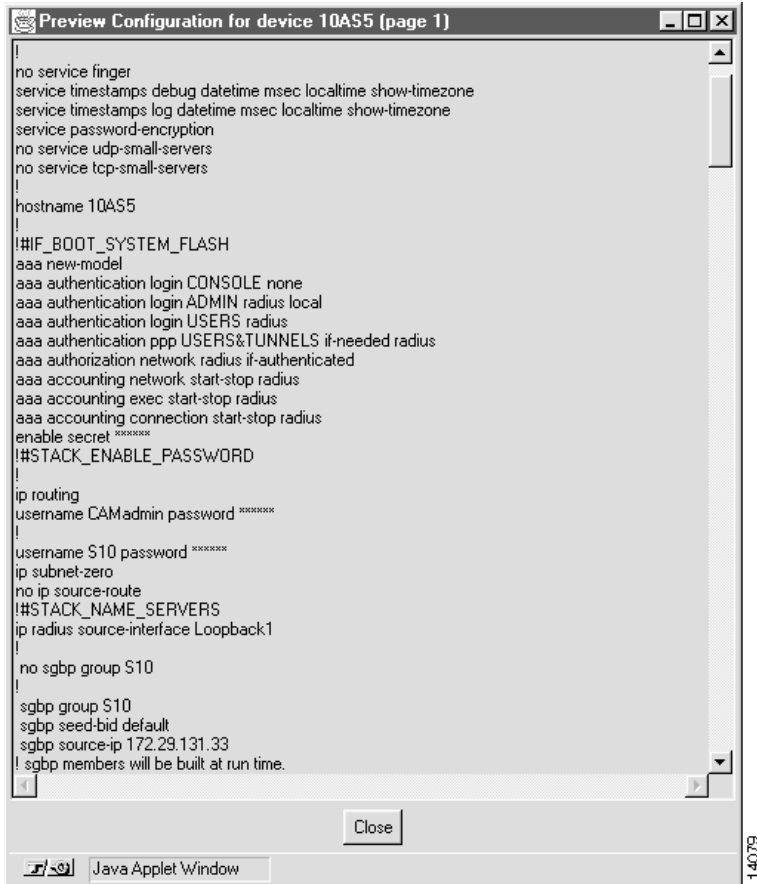 Preview Configuration for device 10AS5 (page 1)
!
no service finger
service timestamps debug datetime msec localtime show-timezone
service timestamps log datetime msec localtime show-timezone
service password-encryption
no service udp-small-servers
no service tcp-small-servers
!
hostname 10AS5
!
!#IF_BOOT_SYSTEM_FLASH
aaa new-model
aaa authentication login CONSOLE none
aaa authentication login ADMIN radius local
aaa authentication login USERS radius
aaa authentication ppp USERS&TUNNELS if-needed radius
aaa authorization network radius if-authenticated
aaa accounting network start-stop radius
aaa accounting exec start-stop radius
aaa accounting connection start-stop radius
enable secret ******
!#STACK_ENABLE_PASSWORD
!
ip routing
username CAMadmin password ******
!
username S10 password ******
ip subnet-zero
no ip source-route
!#STACK_NAME_SERVERS
ip radius source-interface Loopback1
!
no sgbp group S10
!
sgbp group S10
sgbp seed-bid default
sgbp source-ip 172.29.131.33
! sgbp members will be built at run time.
Close
Java Applet Window
14079